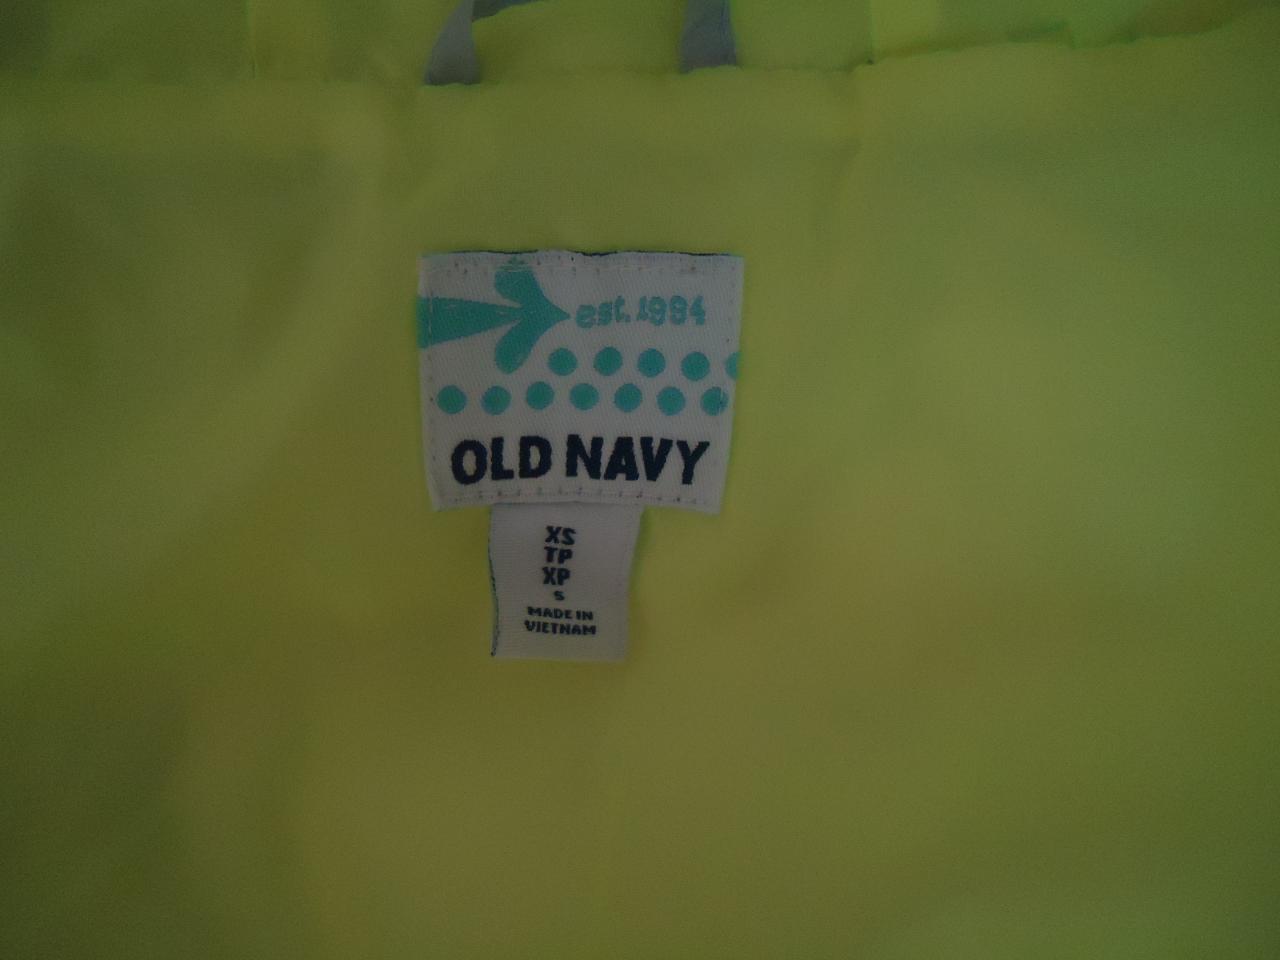 est. 1994
OLD NAVY
XS
TP
XP
S
MADE IN
VIETNAM